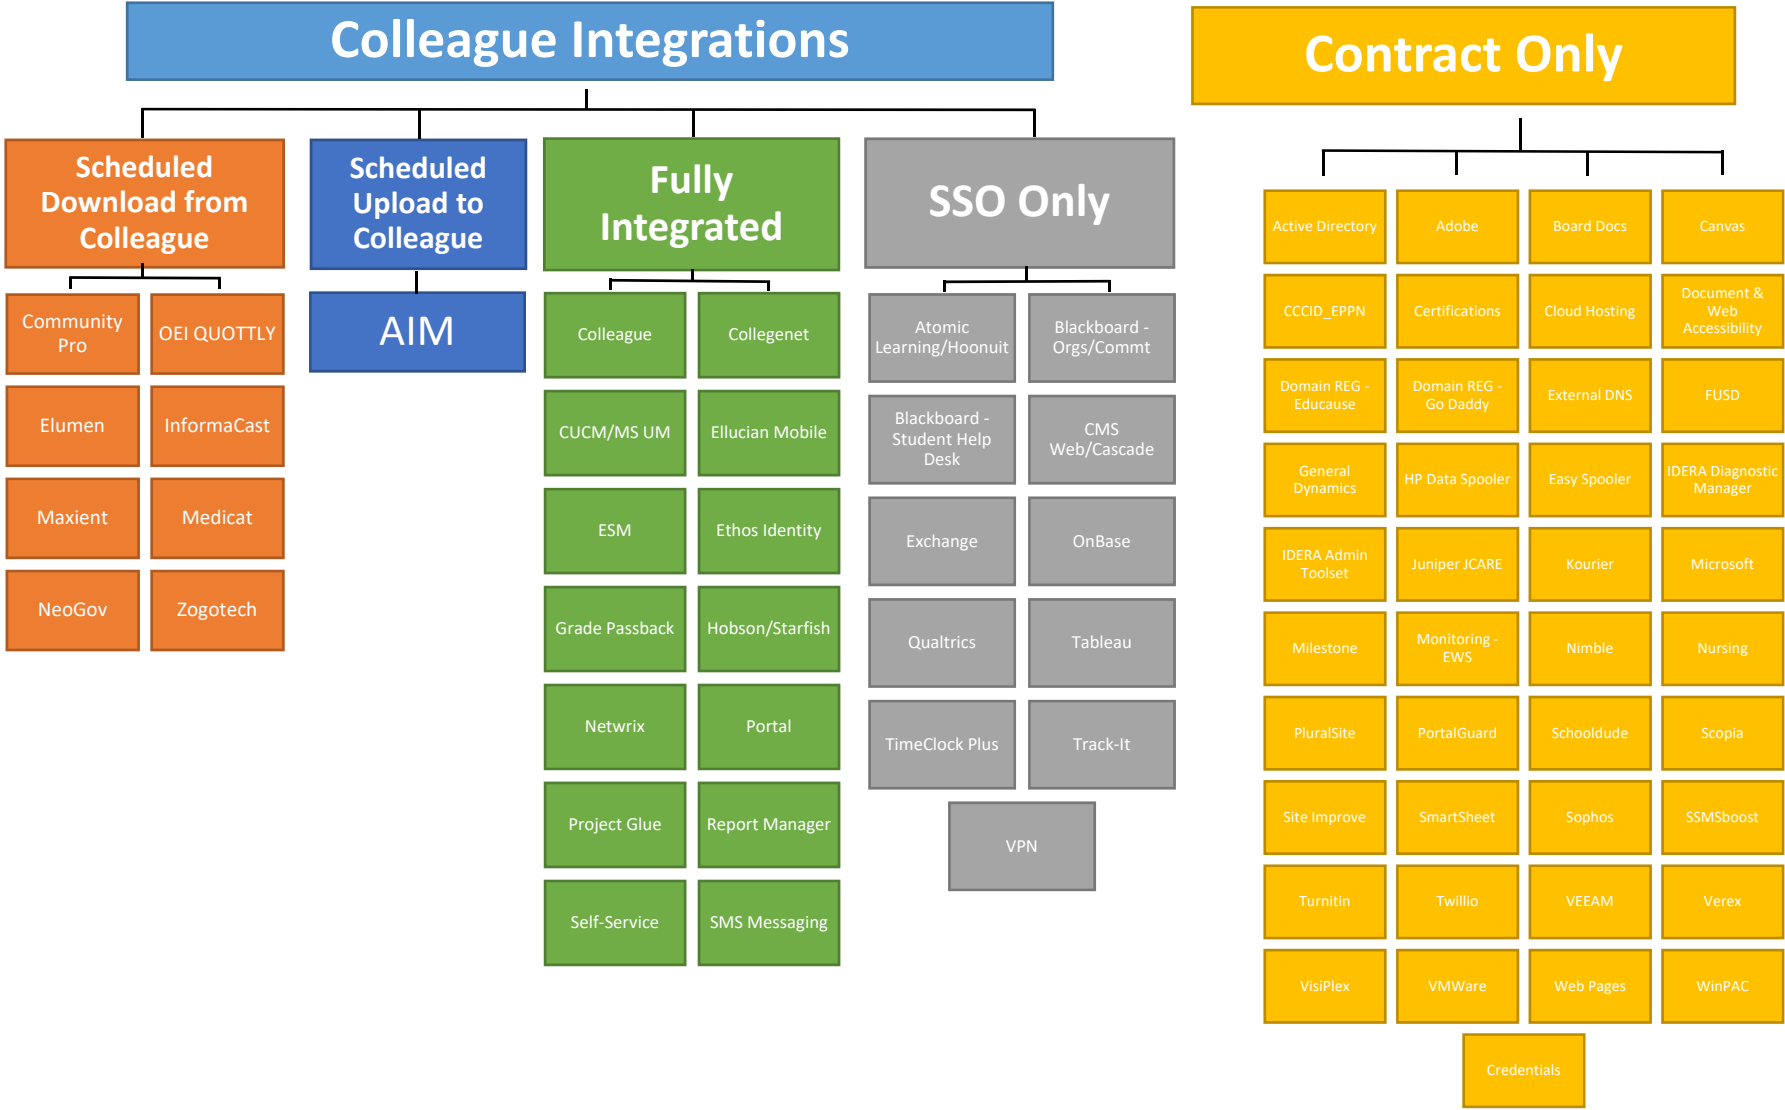 Colleague Integrations
Contract Only
Scheduled
Download from
Colleague
Scheduled
Upload to
Colleague
Fully
Integrated
SSO Only
Community
Pro
OEI QUOTTLY
Elumen
InformaCast
Maxient
Medicat
NeoGov
Zogotech
AIM
Colleague
Collegenet
CUCM/MS UM
Ellucian Mobile
ESM
Ethos Identity
Grade Passback
Hobson/Starfish
Netwrix
Portal
Project Glue
Report Manager
Self-Service
SMS Messaging
Atomic
Learning/Hoonuit
Blackboard -
Orgs/Commt
Blackboard -
Student Help
Desk
CMS
Web/Cascade
Exchange
OnBase
Qualtrics
Tableau
TimeClock Plus
Track-It
VPN
Active Directory
Adobe
Board Docs
Canvas
CCCID_EPPN
Certifications
Cloud Hosting
Document &
Web
Accessibility
Domain REG -
Educause
Domain REG -
Go Daddy
External DNS
FUSD
General
Dynamics
HP Data Spooler
Easy Spooler
IDERA Diagnostic
Manager
IDERA Admin
Toolset
Juniper JCARE
Kourier
Microsoft
Milestone
Monitoring -
EWS
Nimble
Nursing
PluralSite
PortalGuard
Schooldude
Scopia
Site Improve
SmartSheet
Sophos
SSMSboost
Turnitin
Twillio
VEEAM
Verex
VisiPlex
VMWare
Web Pages
WinPAC
Credentials